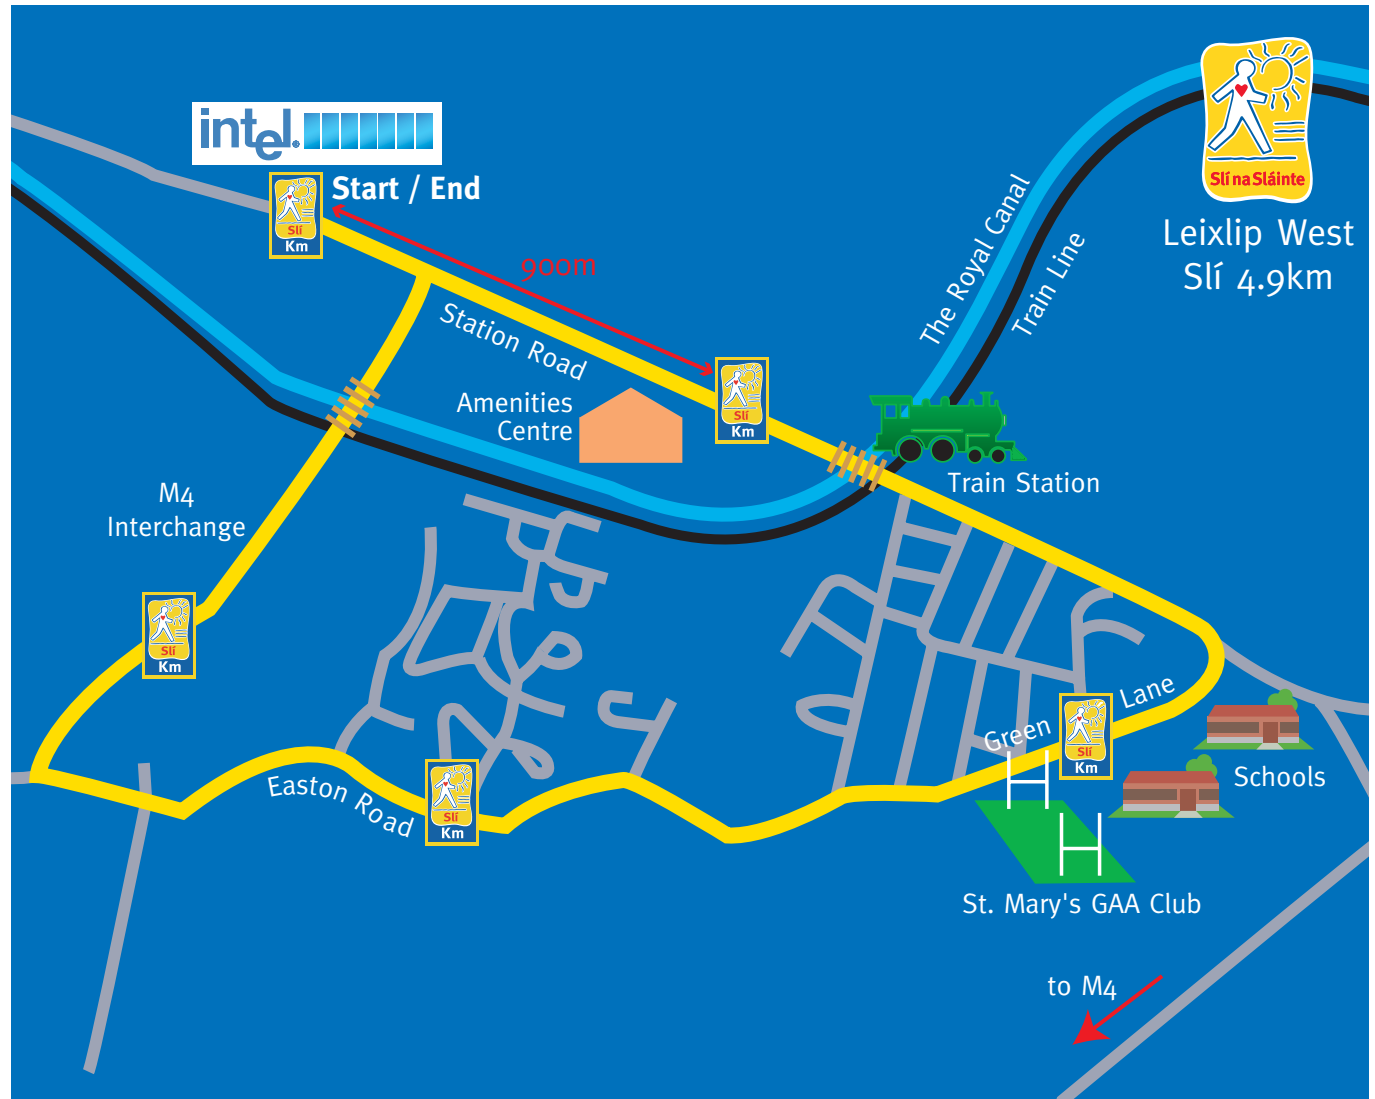 intel.
Start / End
Slí
Km
900m
Station Road
Amenities
Centre
Slí
Km
The Royal Canal
Train Line
Slí na Sláinte
Leixlip West
Slí 4.9km
Train Station
M4
Interchange
Slí
Km
Easton Road
Slí
Km
Green Lane
Slí
Km
Schools
St. Mary's GAA Club
to M4